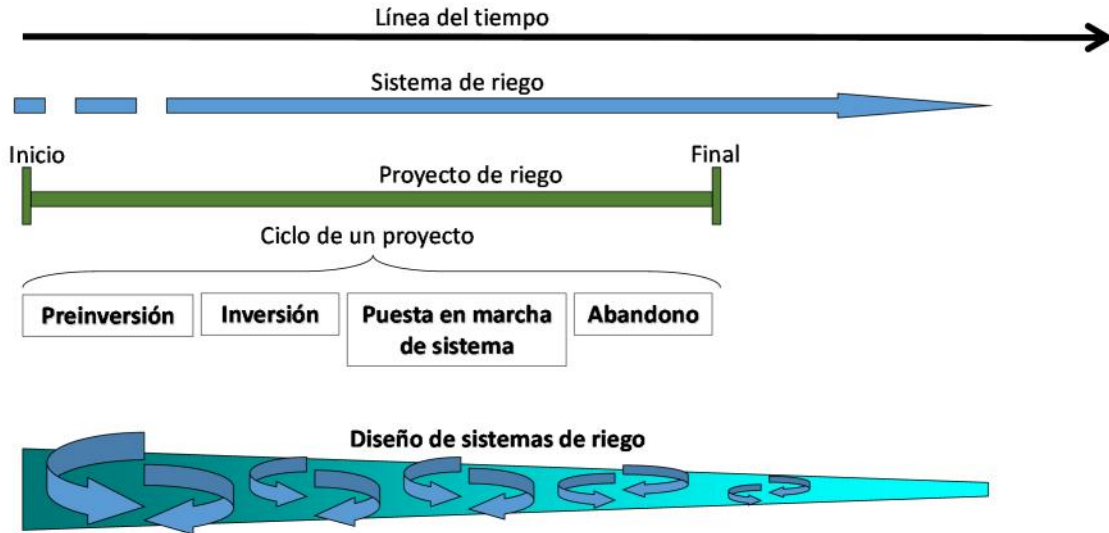 Línea del tiempo
Sistema de riego
Inicio
Final
Proyecto de riego
Ciclo de un proyecto
Preinversión
Inversión
Puesta en marcha
de sistema
Abandono
Diseño de sistemas de riego